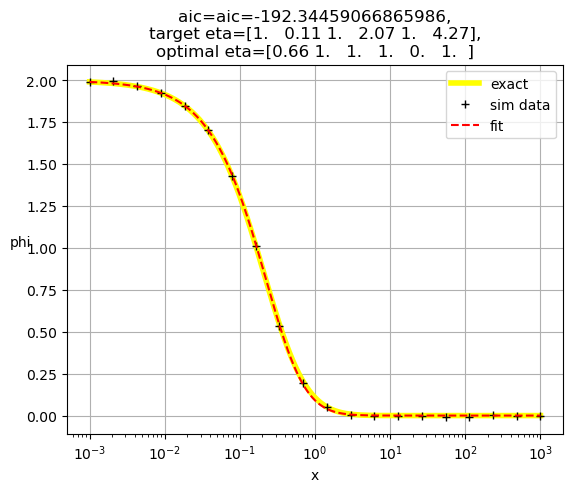 aic=aic=-192.34459066865986,
target eta=[1.   0.11 1.   2.07 1.   4.27],
optimal eta=[0.66 1.   1.   1.   0.   1.  ]
2.00
1.75
1.50
1.25
1.00
0.75
0.50
0.25
0.00
phi
exact
sim data
fit
10⁻³
10⁻²
10⁻¹
10⁰
10¹
10²
10³
x